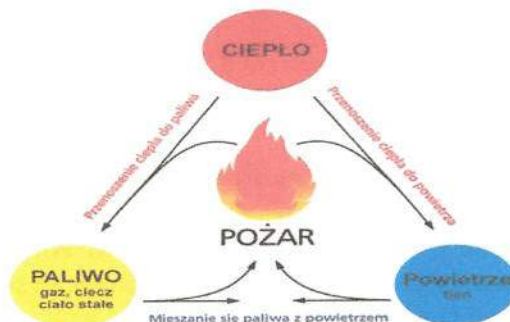 CIEPŁO
Przenoszenie ciepła do paliwa
Przenoszenie ciepła do powietrza
POŻAR
PALIWO
gaz, ciecz
ciało stałe
Powietrze
tlen
Mieszanie się paliwa z powietrzem